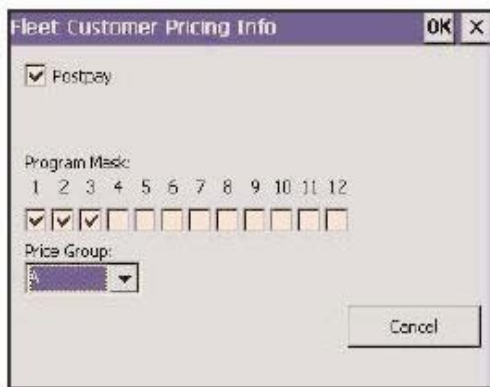 Fleet Customer Pricing Info OK X
Postpay
Program Mask:
1 2 3 4 5 6 7 8 9 10 11 12
Price Group:
A
Cancel